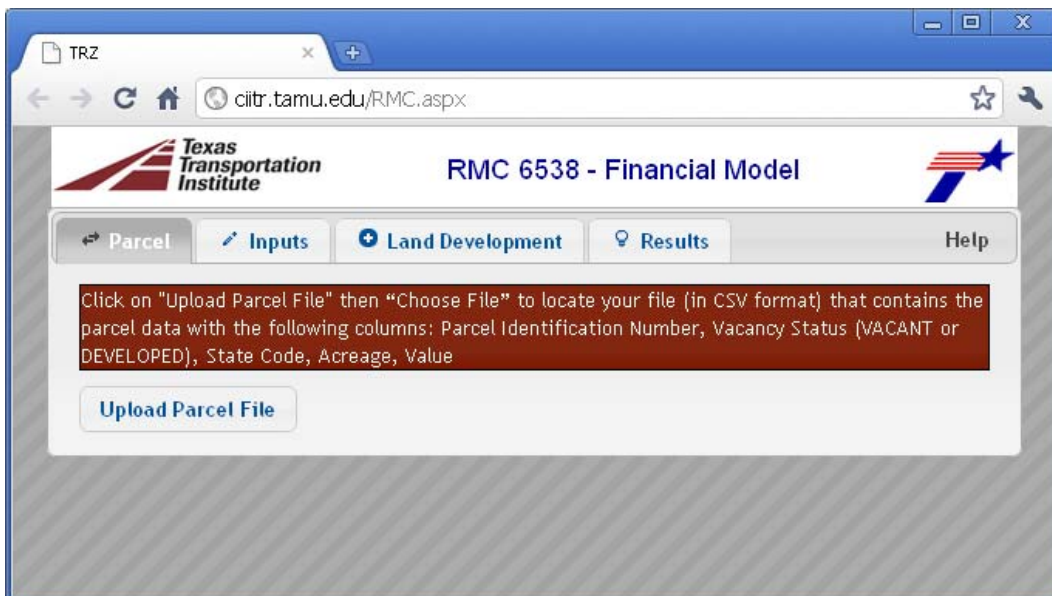 TRZ
ciitr.tamu.edu/RMC.aspx
Texas
Transportation
Institute
RMC 6538 - Financial Model
Parcel Inputs Land Development Results Help
Click on "Upload Parcel File" then “Choose File” to locate your file (in CSV format) that contains the
parcel data with the following columns: Parcel Identification Number, Vacancy Status (VACANT or
DEVELOPED), State Code, Acreage, Value
Upload Parcel File